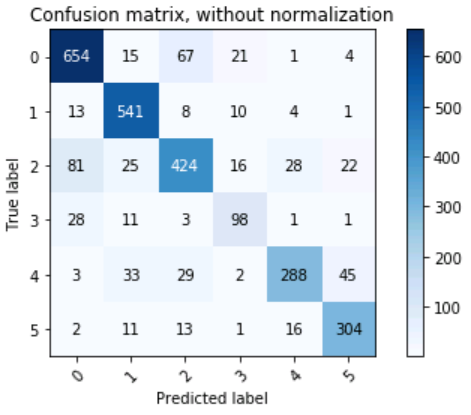 Confusion matrix, without normalization
0 654 15 67 21 1 4
1 13 541 8 10 4 1
2 81 25 424 16 28 22
3 28 11 3 98 1 1
4 3 33 29 2 288 45
5 2 11 13 1 16 304
0 1 2 3 4 5
True label
Predicted label
600
500
400
300
200
100